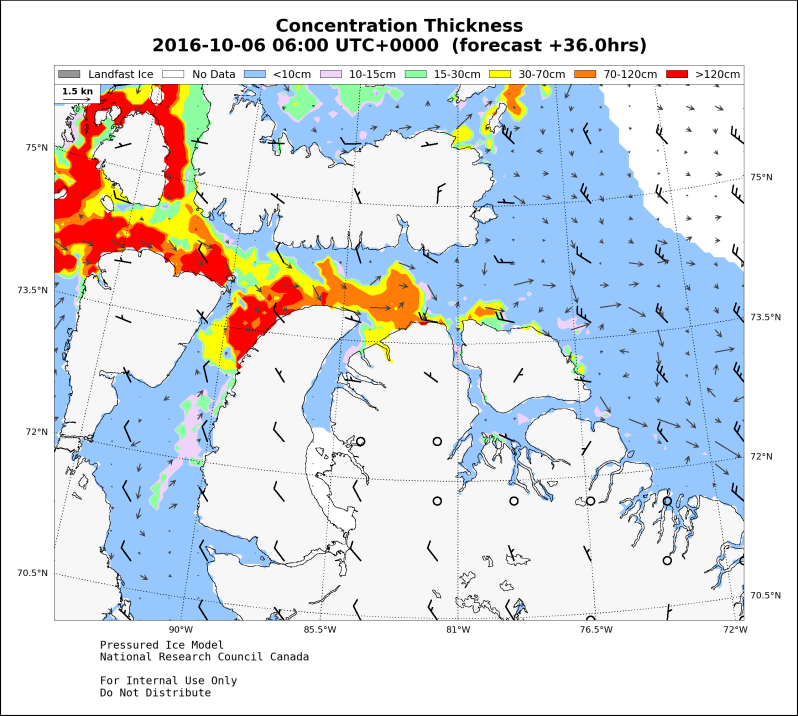 Concentration Thickness
2016-10-06 06:00 UTC+0000 (forecast +36.0hrs)
Landfast Ice No Data <10cm 10-15cm 15-30cm 30-70cm 70-120cm >120cm
1.5 kn
75°N
75°N
73.5°N
73.5°N
72°N
72°N
70.5°N
70.5°N
90°W 85.5°W 81°W 76.5°W 72°W
Pressured Ice Model
National Research Council Canada
For Internal Use Only
Do Not Distribute